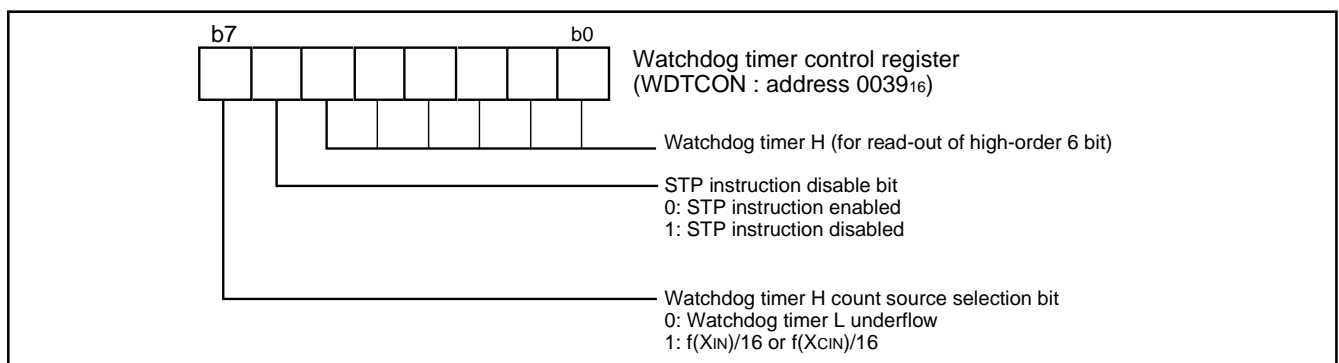 b7 b0
Watchdog timer control register
(WDTCON : address 003916)
Watchdog timer H (for read-out of high-order 6 bit)
STP instruction disable bit
0: STP instruction enabled
1: STP instruction disabled
Watchdog timer H count source selection bit
0: Watchdog timer L underflow
1: f(XIN)/16 or f(XCIN)/16